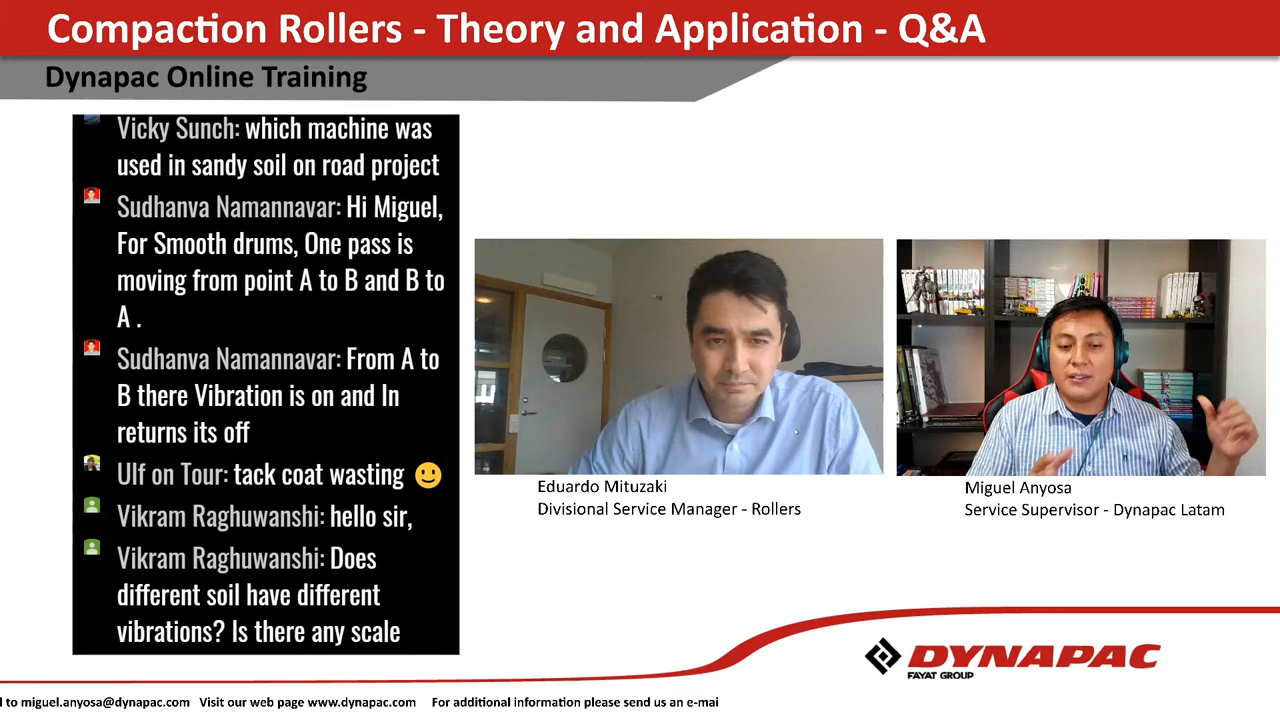 Compaction Rollers - Theory and Application - Q&A
Dynapac Online Training
Vicky Sunch: which machine was
used in sandy soil on road project
Sudhanva Namannavar: Hi Miguel,
For Smooth drums, One pass is
moving from point A to B and B to
A .
Sudhanva Namannavar: From A to
B there Vibration is on and In
returns its off
Ulf on Tour: tack coat wasting 🙂
Vikram Raghuwanshi: hello sir,
Vikram Raghuwanshi: Does
different soil have different
vibrations? Is there any scale
Eduardo Mituzaki
Divisional Service Manager - Rollers
Miguel Anyosa
Service Supervisor - Dynapac Latam
DYNAPAC
FAYAT GROUP
l to miguel.anyosa@dynapac.com Visit our web page www.dynapac.com For additional information please send us an e-mai